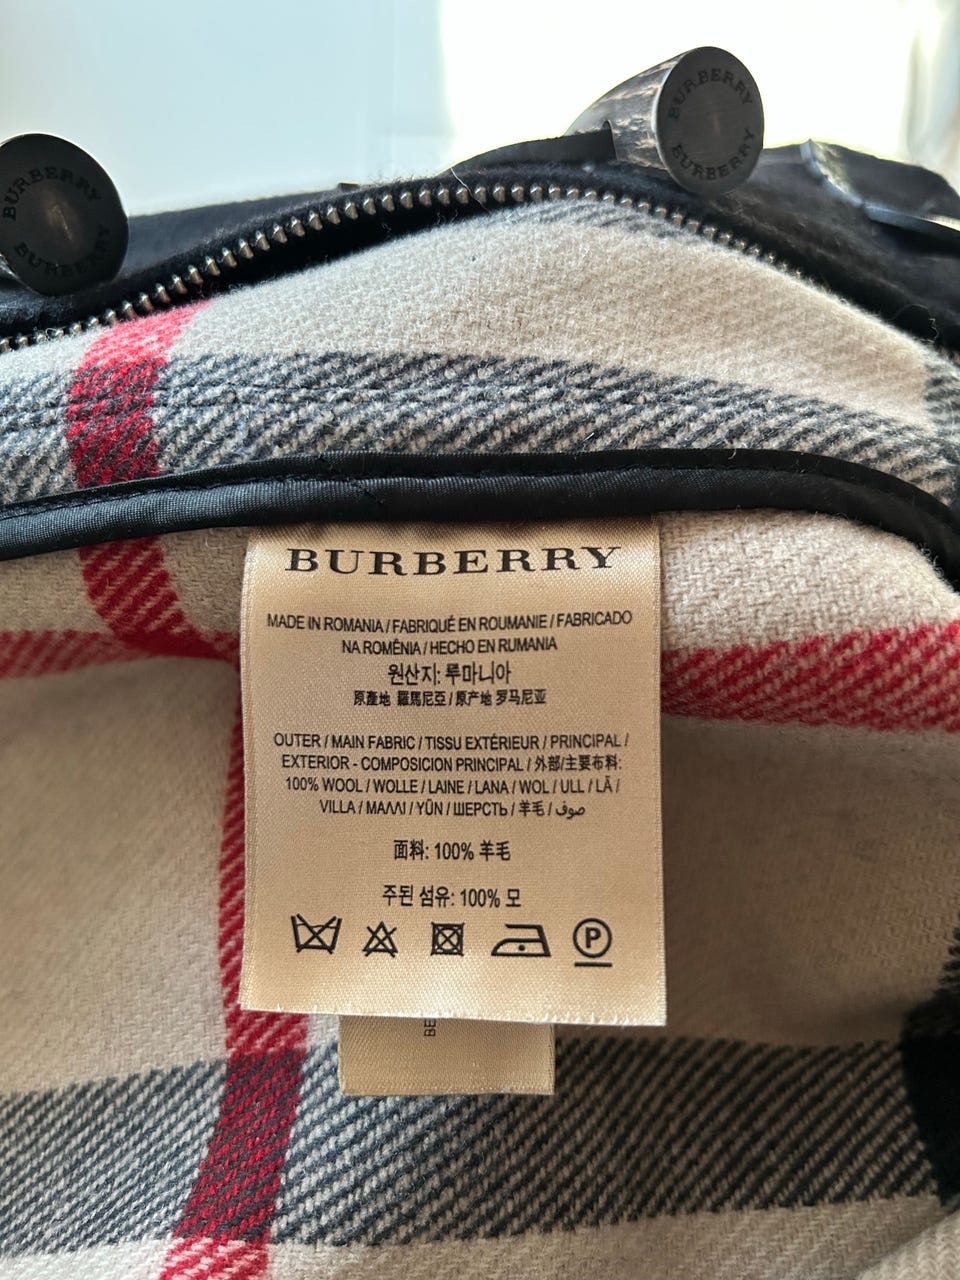 BURBERRY
BURBERRY
BURBERRY
BURBERRY
BURBERRY
MADE IN ROMANIA / FABRIQUÉ EN ROUMANIE / FABRICADO
NA ROMÊNIA / HECHO EN RUMANIA
원산지: 루마니아
原產地 羅馬尼亞 / 原产地 罗马尼亚
OUTER / MAIN FABRIC / TISSU EXTÉRIEUR / PRINCIPAL /
EXTERIOR - COMPOSICION PRINCIPAL / 外部/主要布料:
100% WOOL / WOLLE / LAINE / LANA / WOL / ULL / LÃ /
VILLA / ΜΑΛΛΙ / YŪN / ШЕРСТЬ / 羊毛 / صوف
面料: 100% 羊毛
주된 섬유: 100% 모
P
BE